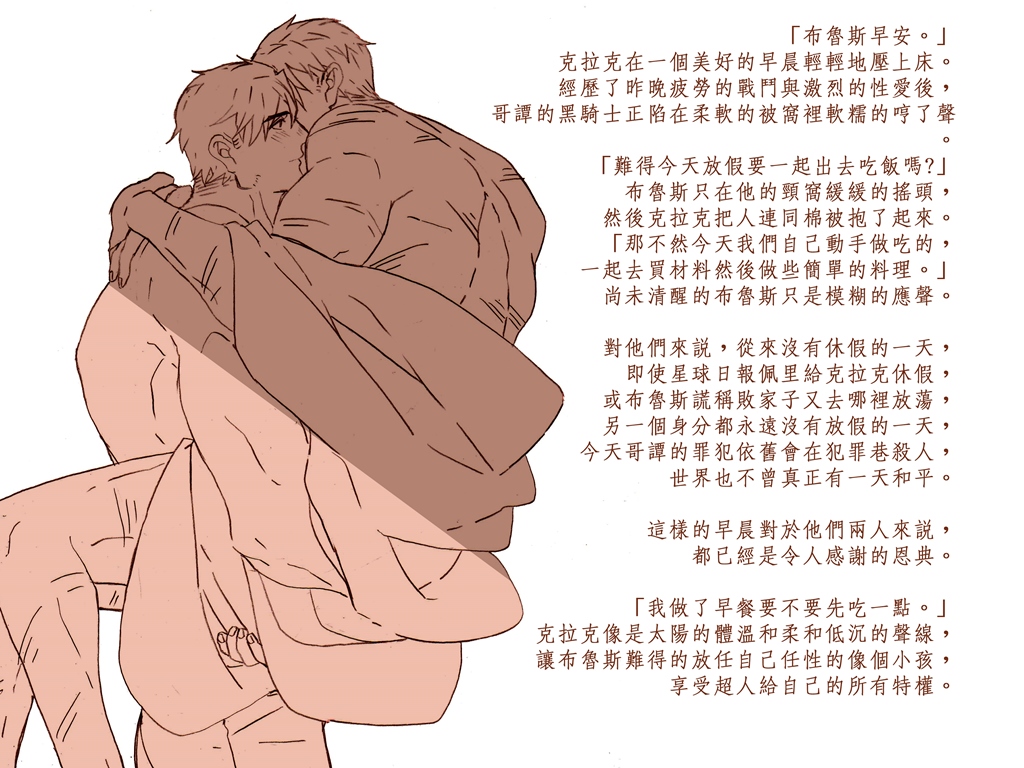 「布魯斯早安。」
克拉克在一個美好的早晨輕輕地壓上床。
經歷了昨晚疲勞的戰鬥與激烈的性愛後，
哥譚的黑騎士正陷在柔軟的被窩裡軟糯的哼了聲
。
「難得今天放假要一起出去吃飯嗎?」
布魯斯只在他的頸窩緩緩的搖頭，
然後克拉克把人連同棉被抱了起來。
「那不然今天我們自己動手做吃的，
一起去買材料然後做些簡單的料理。」
尚未清醒的布魯斯只是模糊的應聲。
對他們來說，從來沒有休假的一天，
即使星球日報佩里給克拉克休假，
或布魯斯謊稱敗家子又去哪裡放蕩，
另一個身分都永遠沒有放假的一天，
今天哥譚的罪犯依舊會在犯罪巷殺人，
世界也不曾真正有一天和平。
這樣的早晨對於他們兩人來說，
都已經是令人感謝的恩典。
「我做了早餐要不要先吃一點。」
克拉克像是太陽的體溫和柔和低沉的聲線，
讓布魯斯難得的放任自己任性的像個小孩，
享受超人給自己的所有特權。